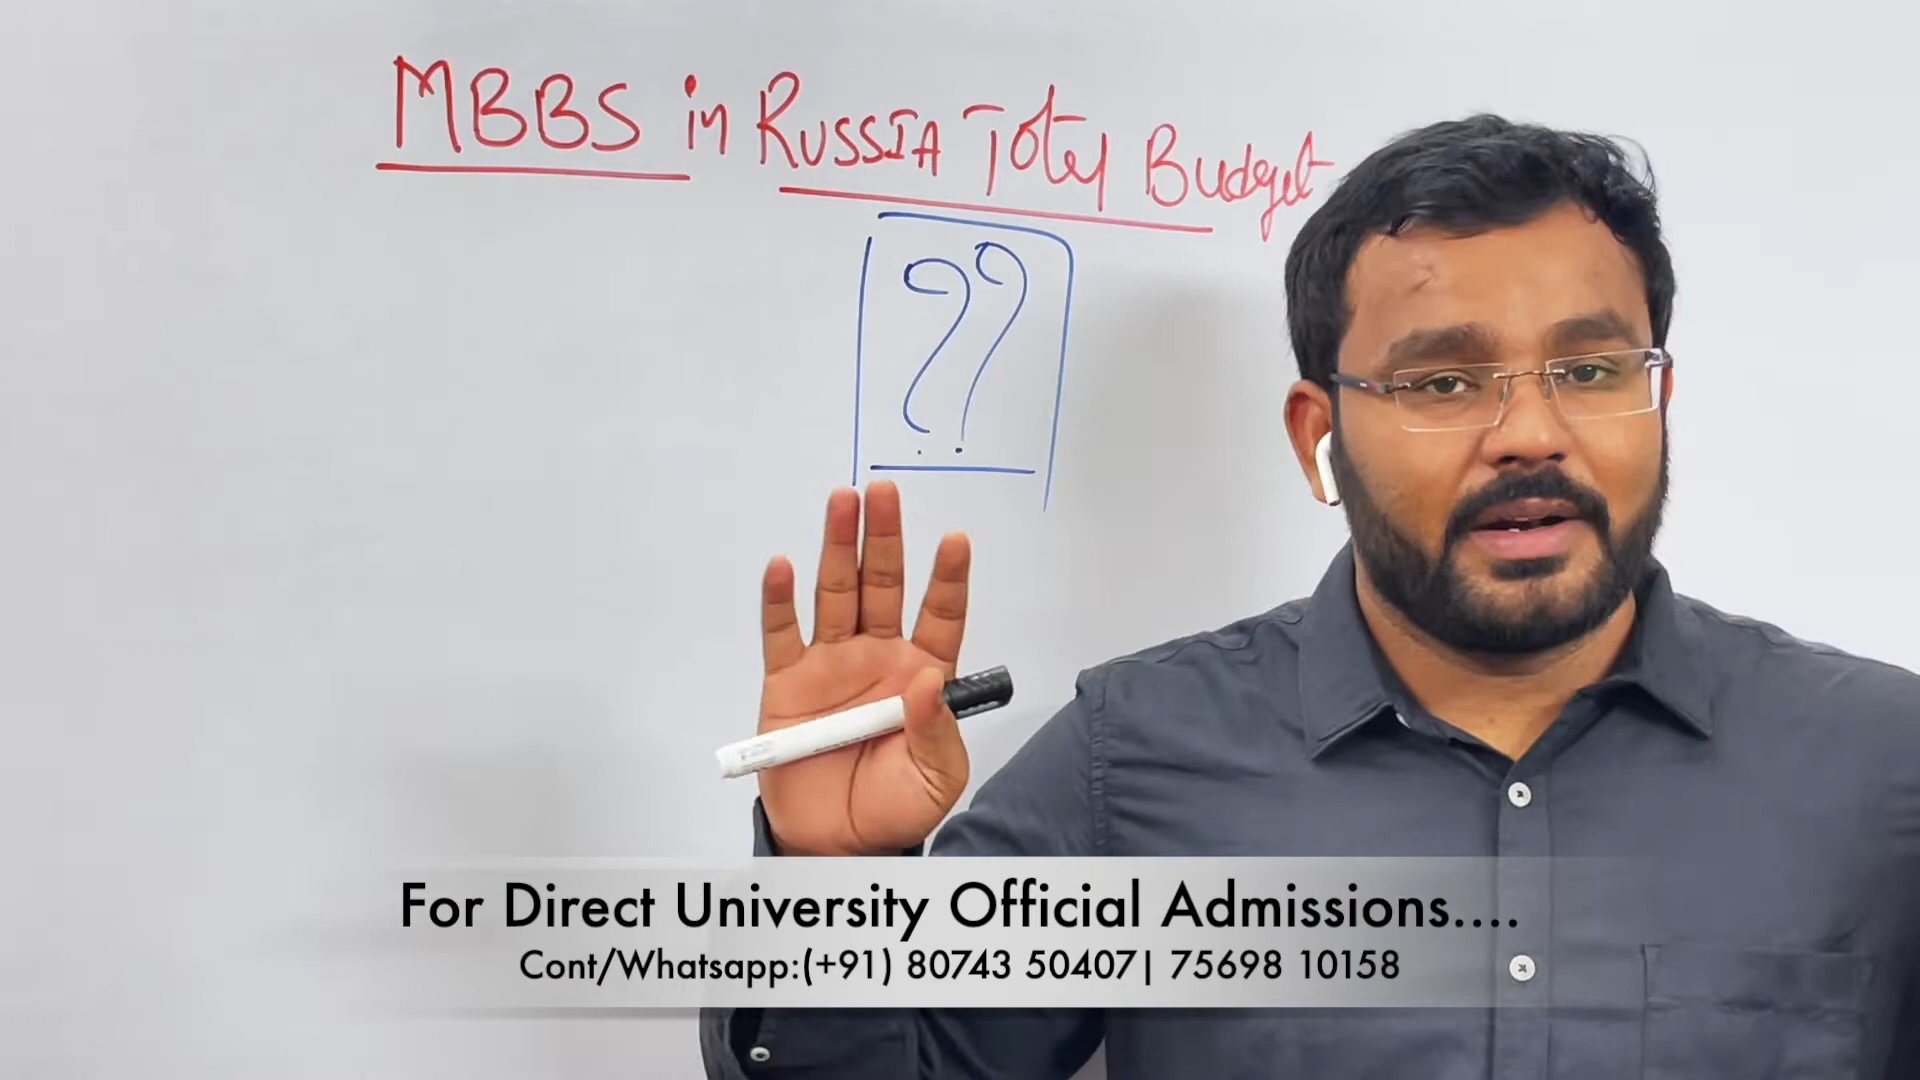 MBBS in RUSSIA Total Budget
??
For Direct University Official Admissions....
Cont/Whatsapp:(+91) 80743 50407| 75698 10158